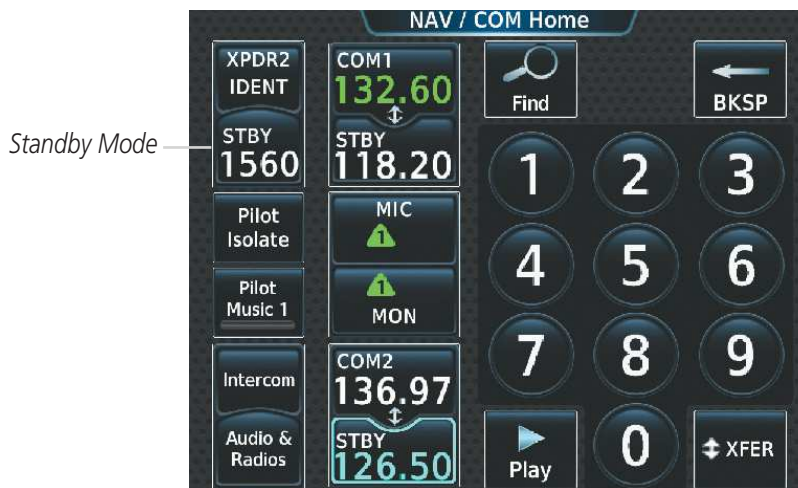 NAV / COM Home
Standby Mode
XPDR2
IDENT
STBY
1560
Pilot
Isolate
Pilot
Music 1
Intercom
Audio &
Radios
COM1
132.60
STBY
118.20
MIC
1
1
MON
COM2
136.97
STBY
126.50
Find
BKSP
1
2
3
4
5
6
7
8
9
Play
0
XFER